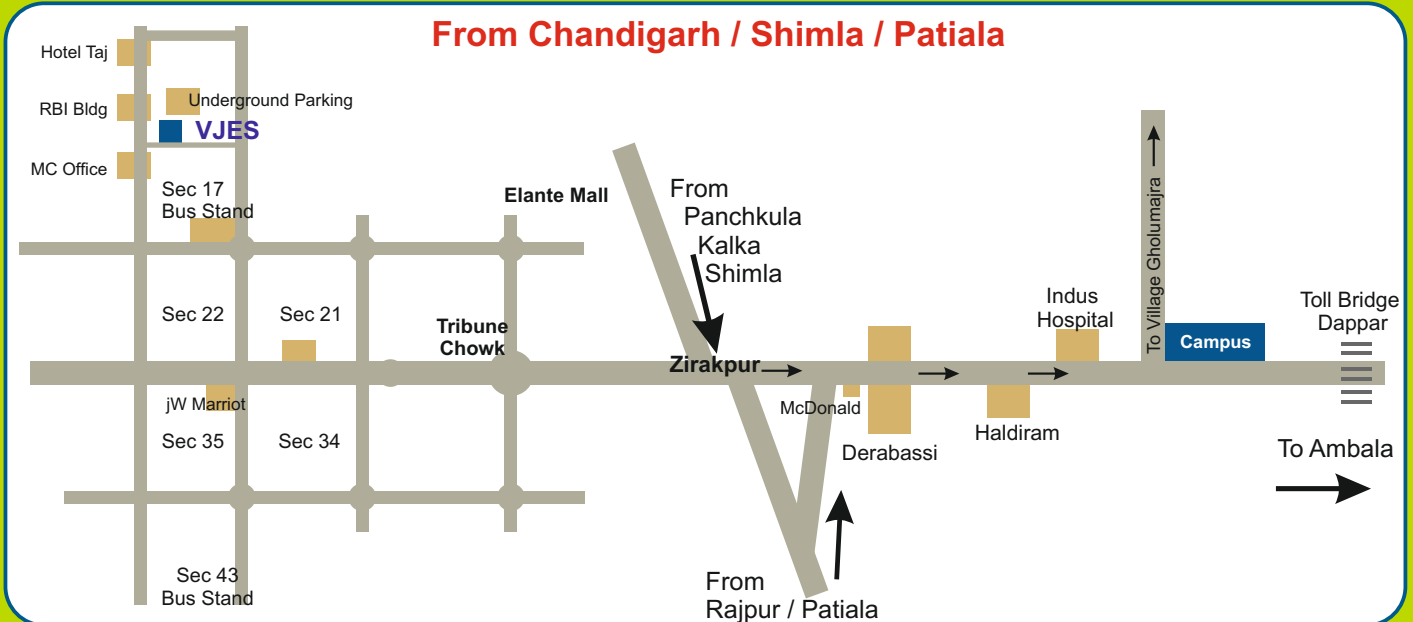 From Chandigarh / Shimla / Patiala
Hotel Taj
RBI Bldg
Underground Parking
VJES
MC Office
Sec 17
Bus Stand
Elante Mall
From
Panchkula
Kalka
Shimla
To Village Gholumajra
Sec 22
Sec 21
Tribune
Chowk
Indus
Hospital
Toll Bridge
Dappar
Campus
Zirakpur
jW Marriot
McDonald
Sec 35
Sec 34
Derabassi
Haldiram
To Ambala
Sec 43
Bus Stand
From
Rajpur / Patiala